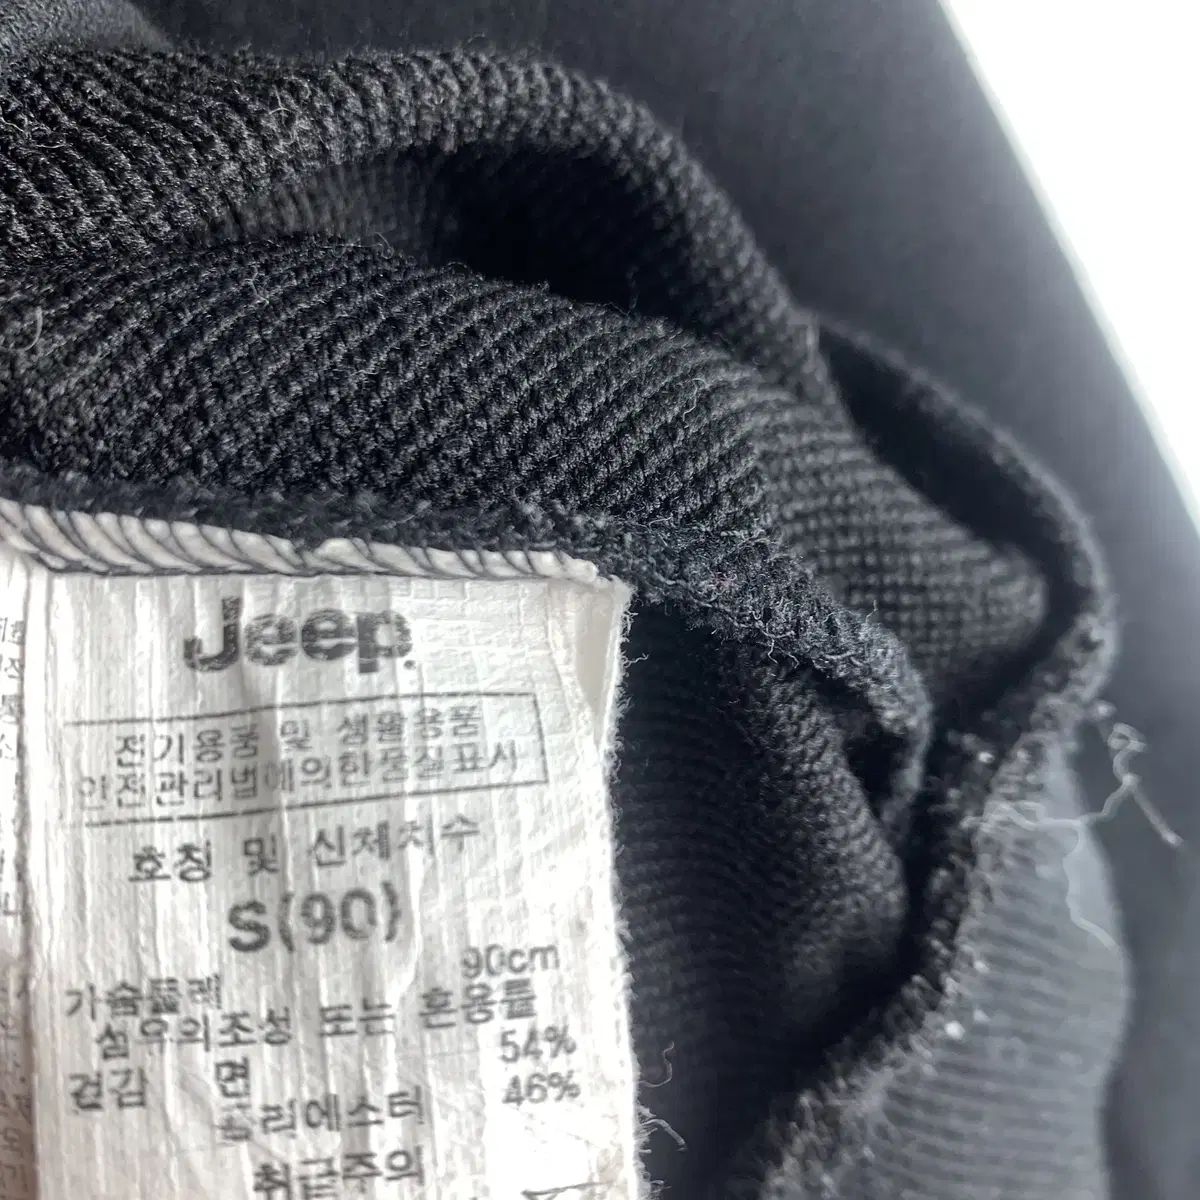 Jeep
전기용품 및 생활용품
안전관리법에의한품질표시
호칭 및 신체치수
S(90)
가슴둘레 90cm
섬유의조성 또는 혼용률
겉감 면 54%
폴리에스터 46%
취급주의